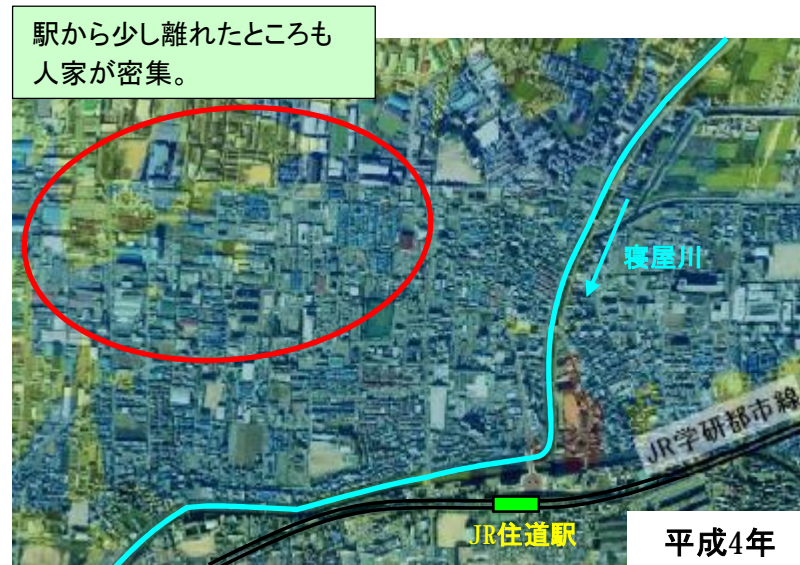 駅から少し離れたところも
人家が密集。
寝屋川
JR学研都市線
JR住道駅
平成4年